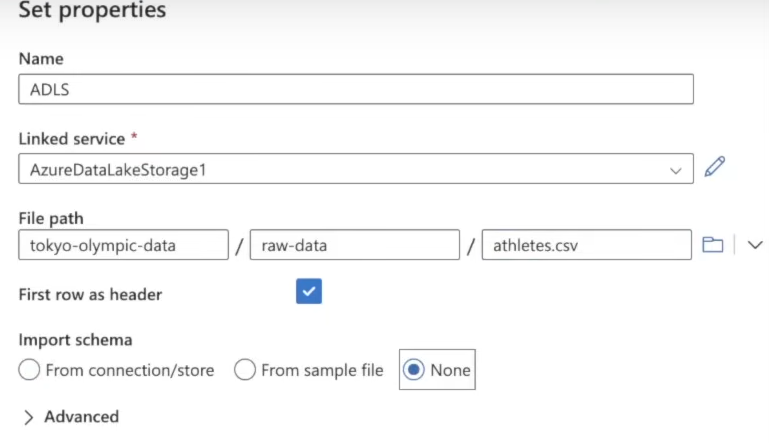 Set properties
Name
ADLS
Linked service *
AzureDataLakeStorage1
File path
tokyo-olympic-data / raw-data / athletes.csv
First row as header
Import schema
From connection/store From sample file None
Advanced